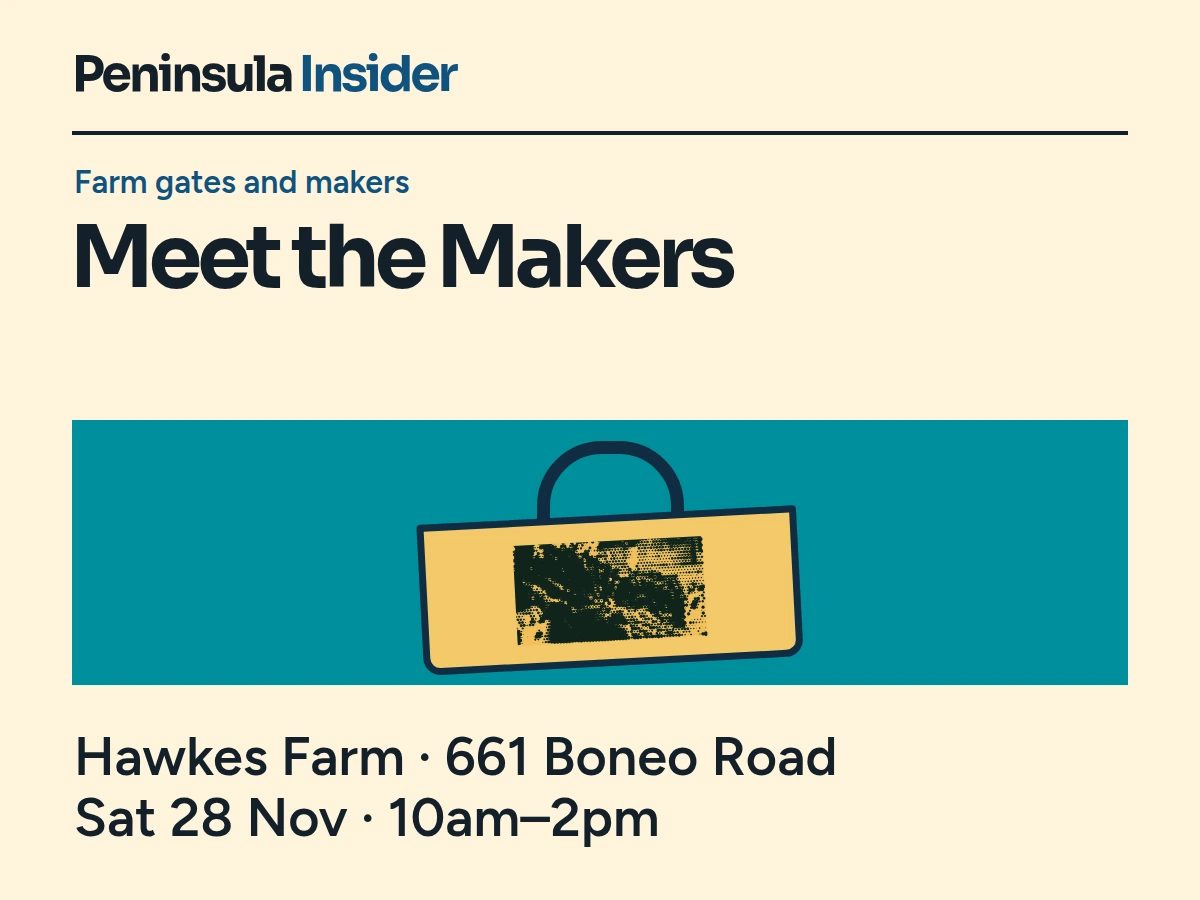 Peninsula Insider
Farm gates and makers
Meet the Makers
Hawkes Farm · 661 Boneo Road
Sat 28 Nov · 10am–2pm